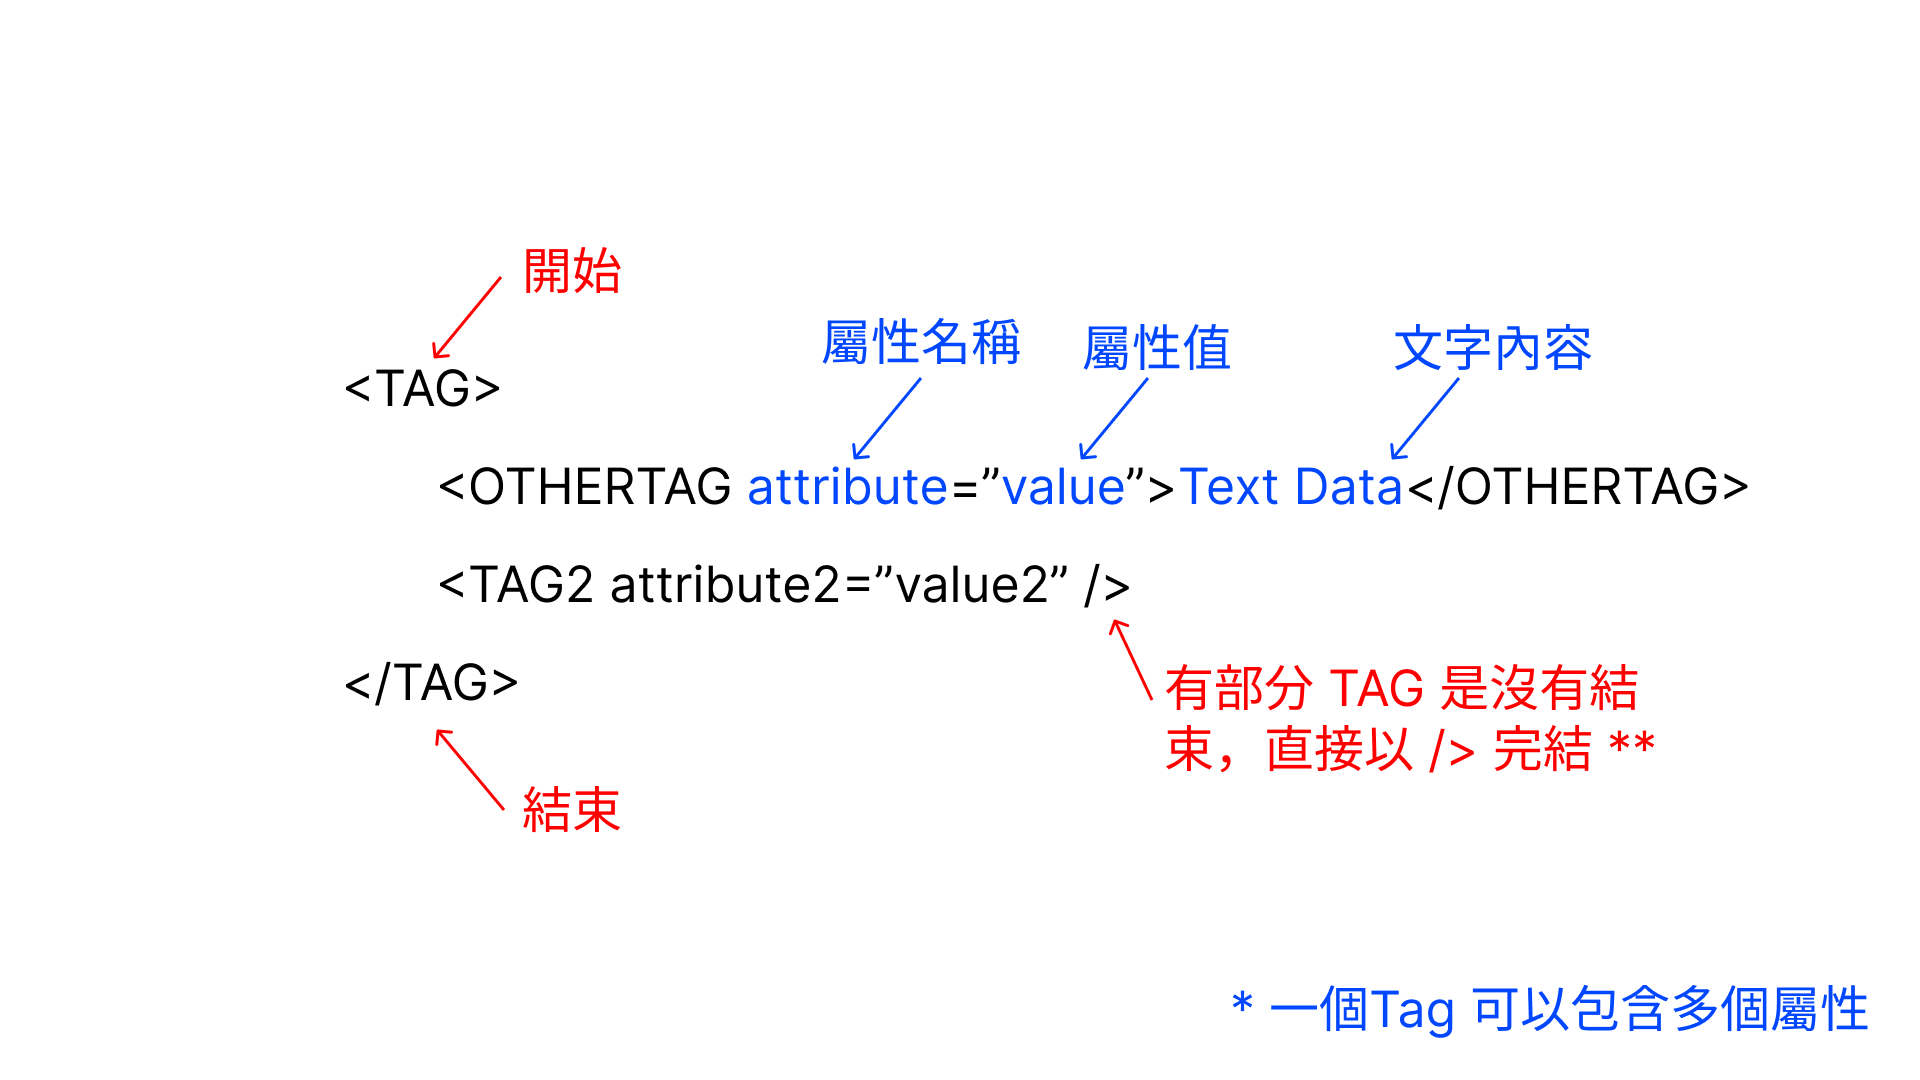 開始
屬性名稱
屬性值
文字內容
<TAG>
<OTHERTAG attribute=”value”>Text Data</OTHERTAG>
<TAG2 attribute2=”value2” />
</TAG>
有部分 TAG 是沒有結
束，直接以 /> 完結 **
結束
* 一個Tag 可以包含多個屬性